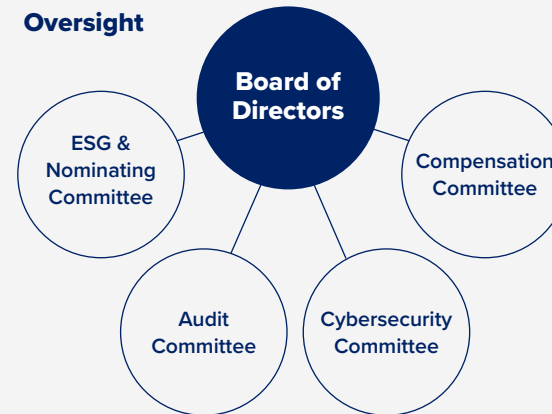 Oversight
Board of
Directors
ESG &
Nominating
Committee
Compensation
Committee
Audit
Committee
Cybersecurity
Committee